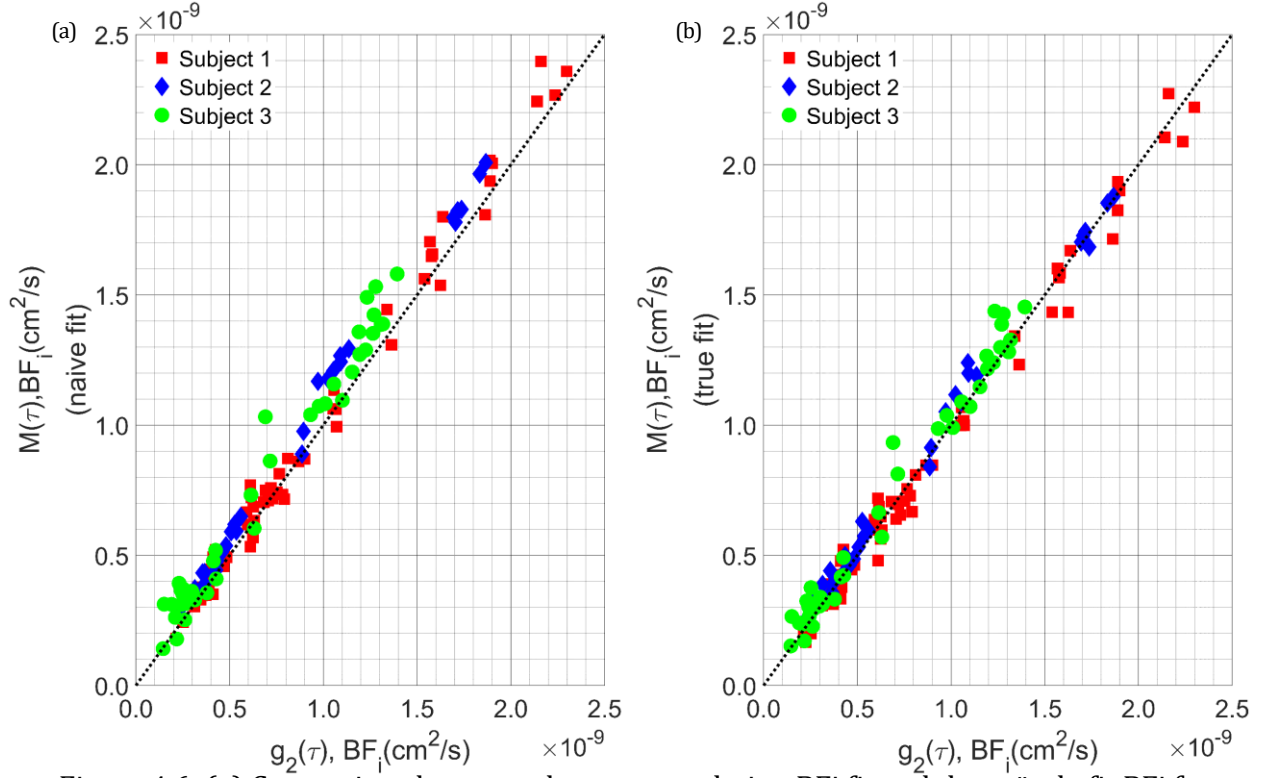 (a)
×10⁻⁹
2.5
2.0
1.5
1.0
0.5
0.0
M(τ),BFᵢ(cm²/s)
(naive fit)
Subject 1
Subject 2
Subject 3
0.0 0.5 1.0 1.5 2.0 2.5
g₂(τ), BFᵢ(cm²/s)
×10⁻⁹
(b)
×10⁻⁹
2.5
2.0
1.5
1.0
0.5
0.0
M(τ),BFᵢ(cm²/s)
(true fit)
Subject 1
Subject 2
Subject 3
0.0 0.5 1.0 1.5 2.0 2.5
g₂(τ), BFᵢ(cm²/s)
×10⁻⁹